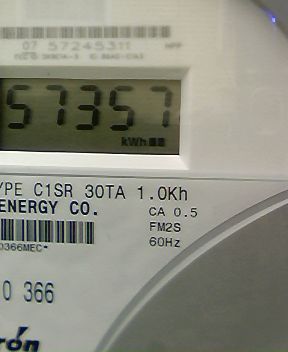 07 57245311
57357
kWh
YPE C1SR 30TA 1.0Kh
ENERGY CO.
CA 0.5
FM2S
60Hz
0366MEC*
0 366
rón